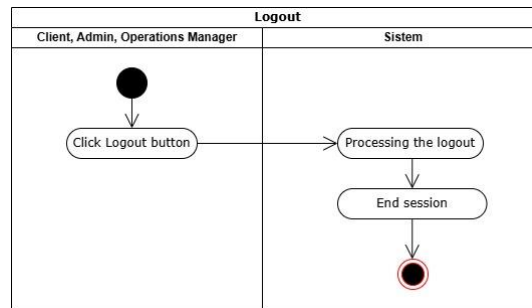 Logout
Client, Admin, Operations Manager
Sistem
Click Logout button
Processing the logout
End session